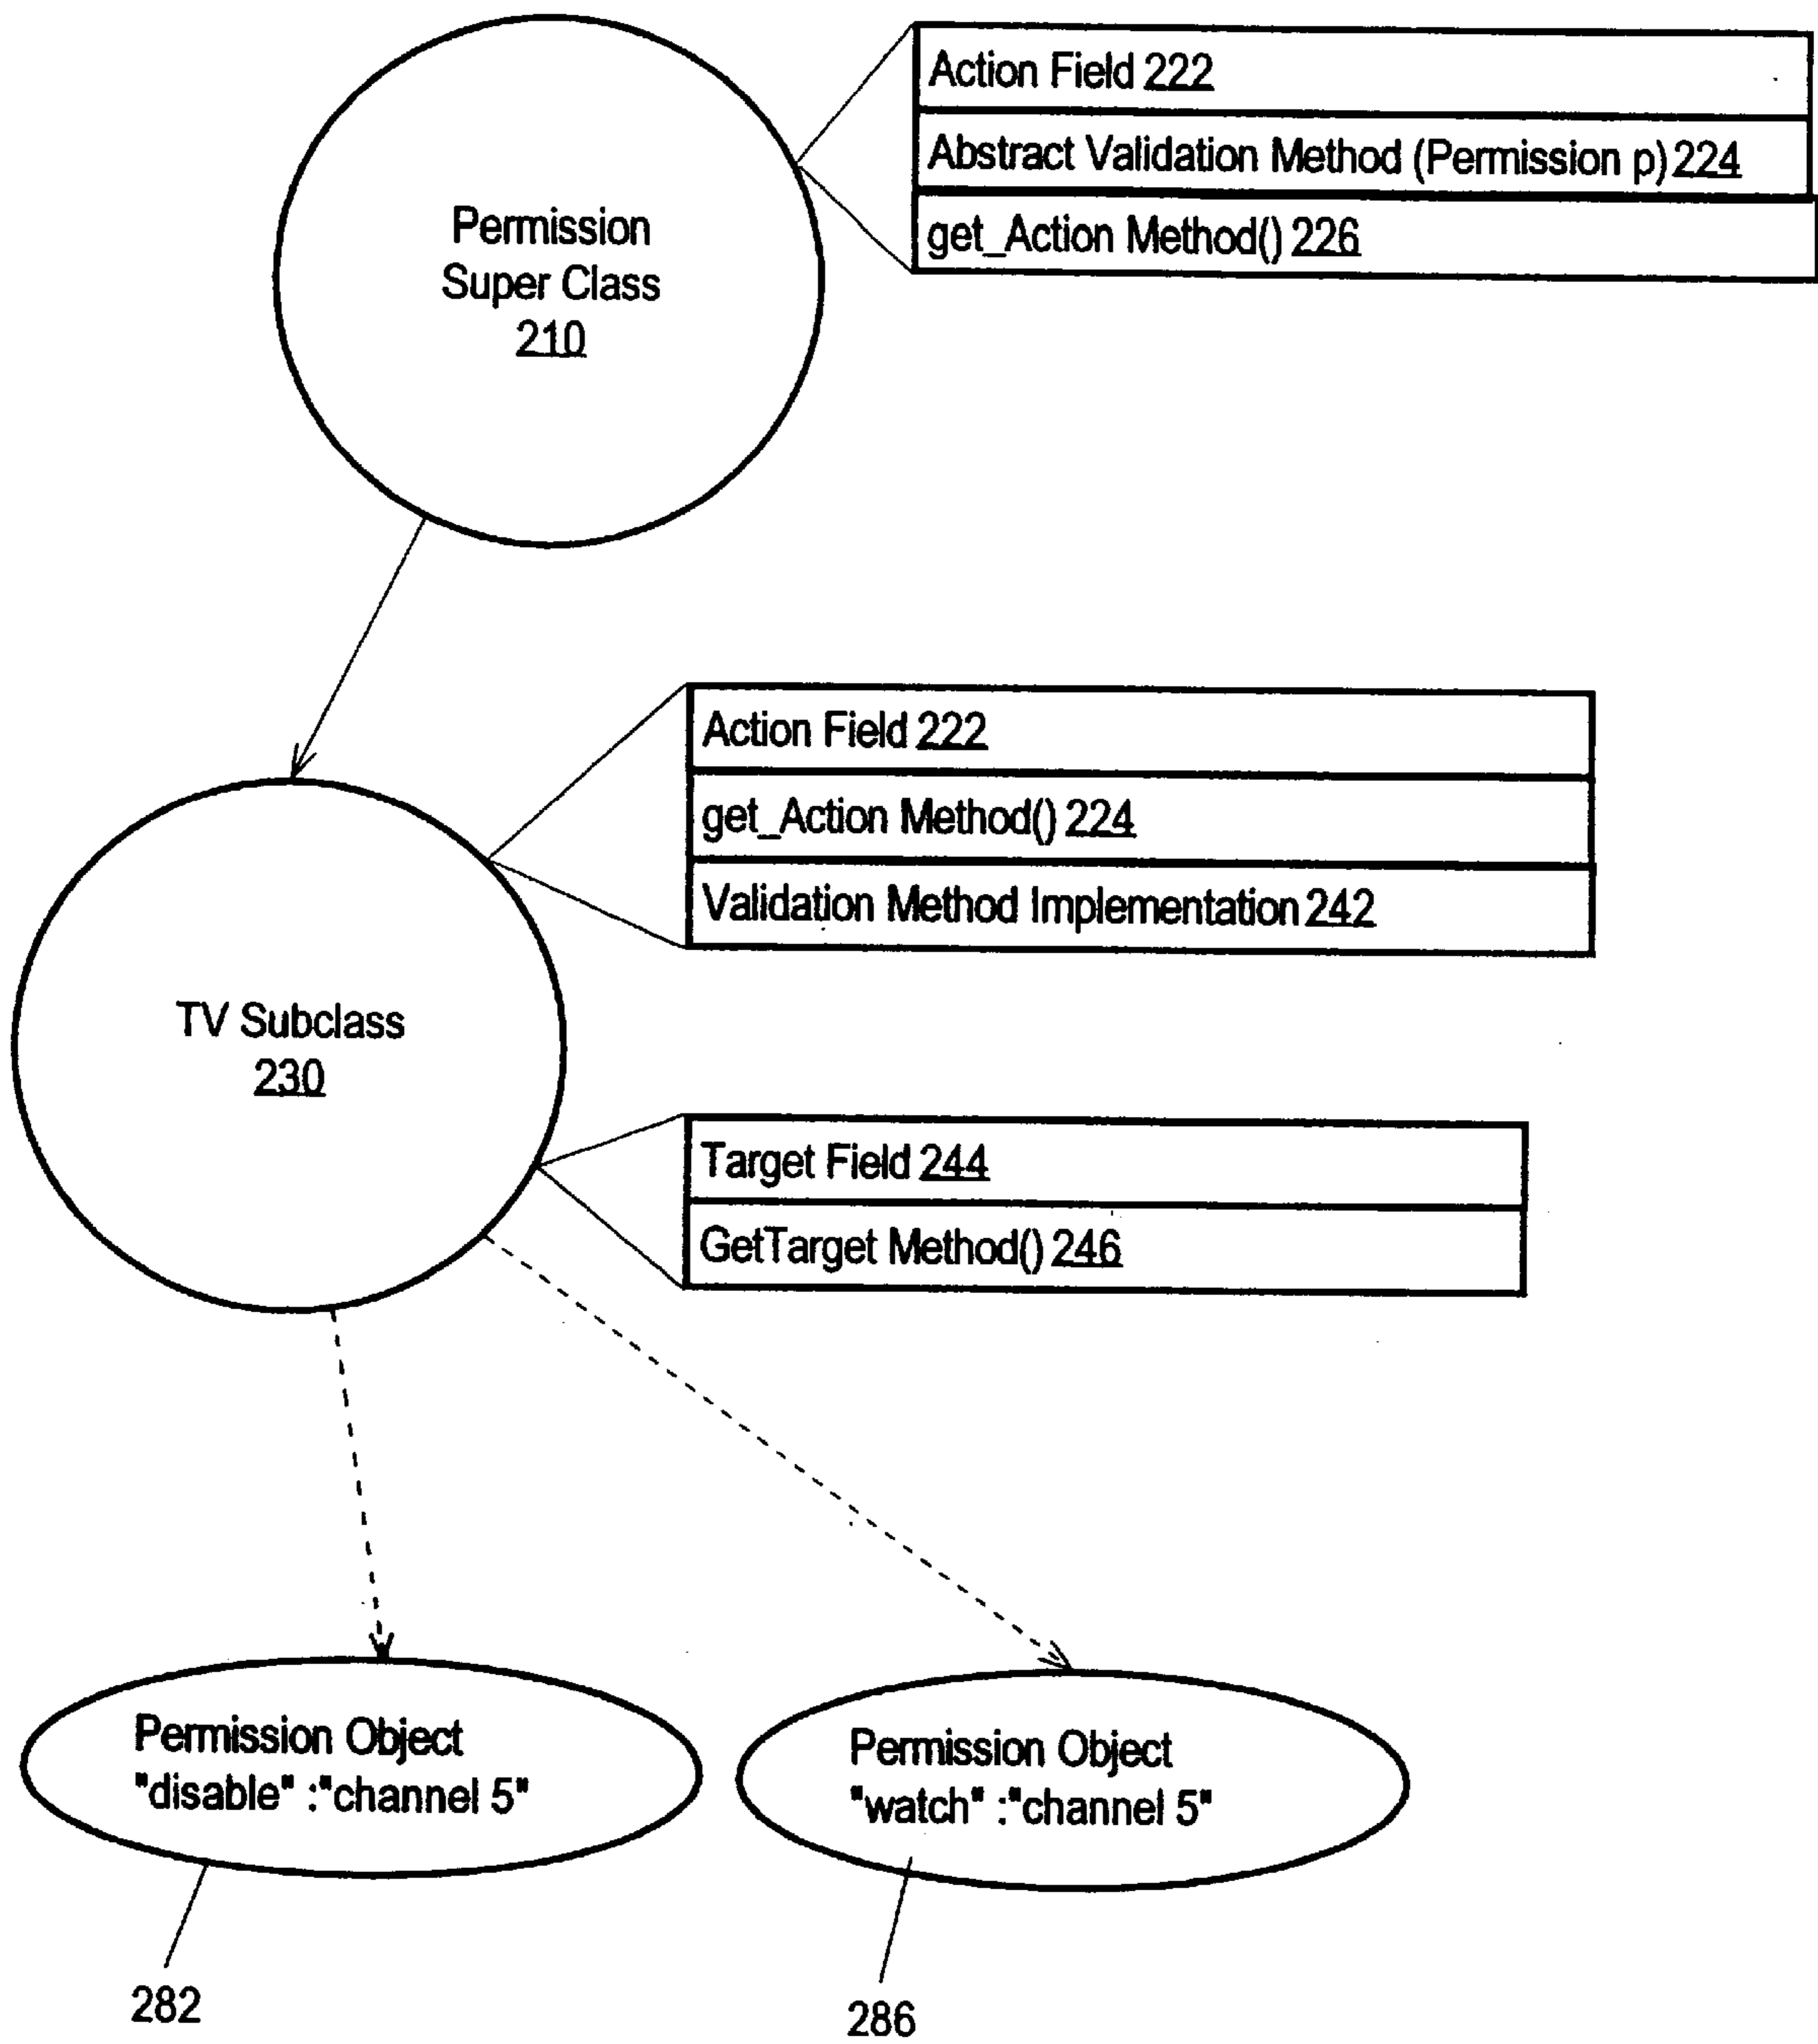 Action Field 222
Abstract Validation Method (Permission p) 224
get_Action Method() 226
Permission
Super Class
210
Action Field 222
get_Action Method() 224
Validation Method Implementation 242
TV Subclass
230
Target Field 244
GetTarget Method() 246
Permission Object
"disable" :"channel 5"
Permission Object
"watch" :"channel 5"
282
286